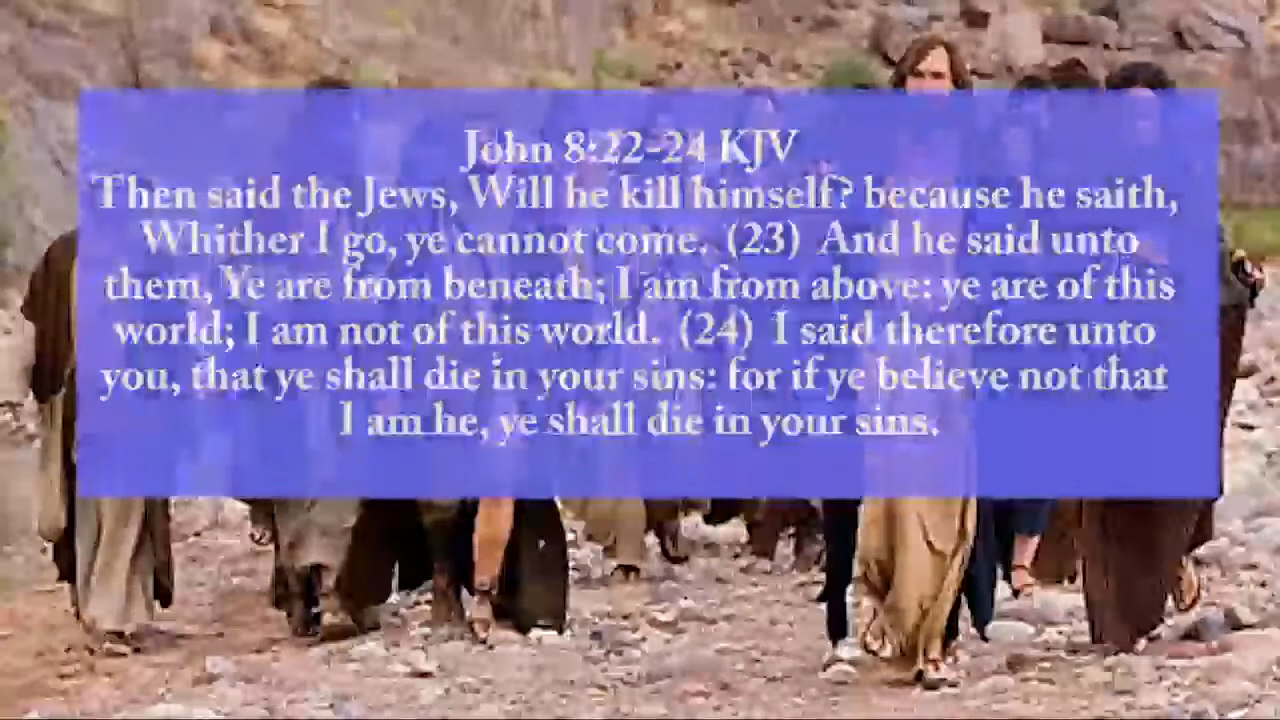 John 8:22-24 KJV
Then said the Jews, Will he kill himself? because he saith,
Whither I go, ye cannot come. (23) And he said unto
them, Ye are from beneath; I am from above: ye are of this
world; I am not of this world. (24) I said therefore unto
you, that ye shall die in your sins: for if ye believe not that
I am he, ye shall die in your sins.